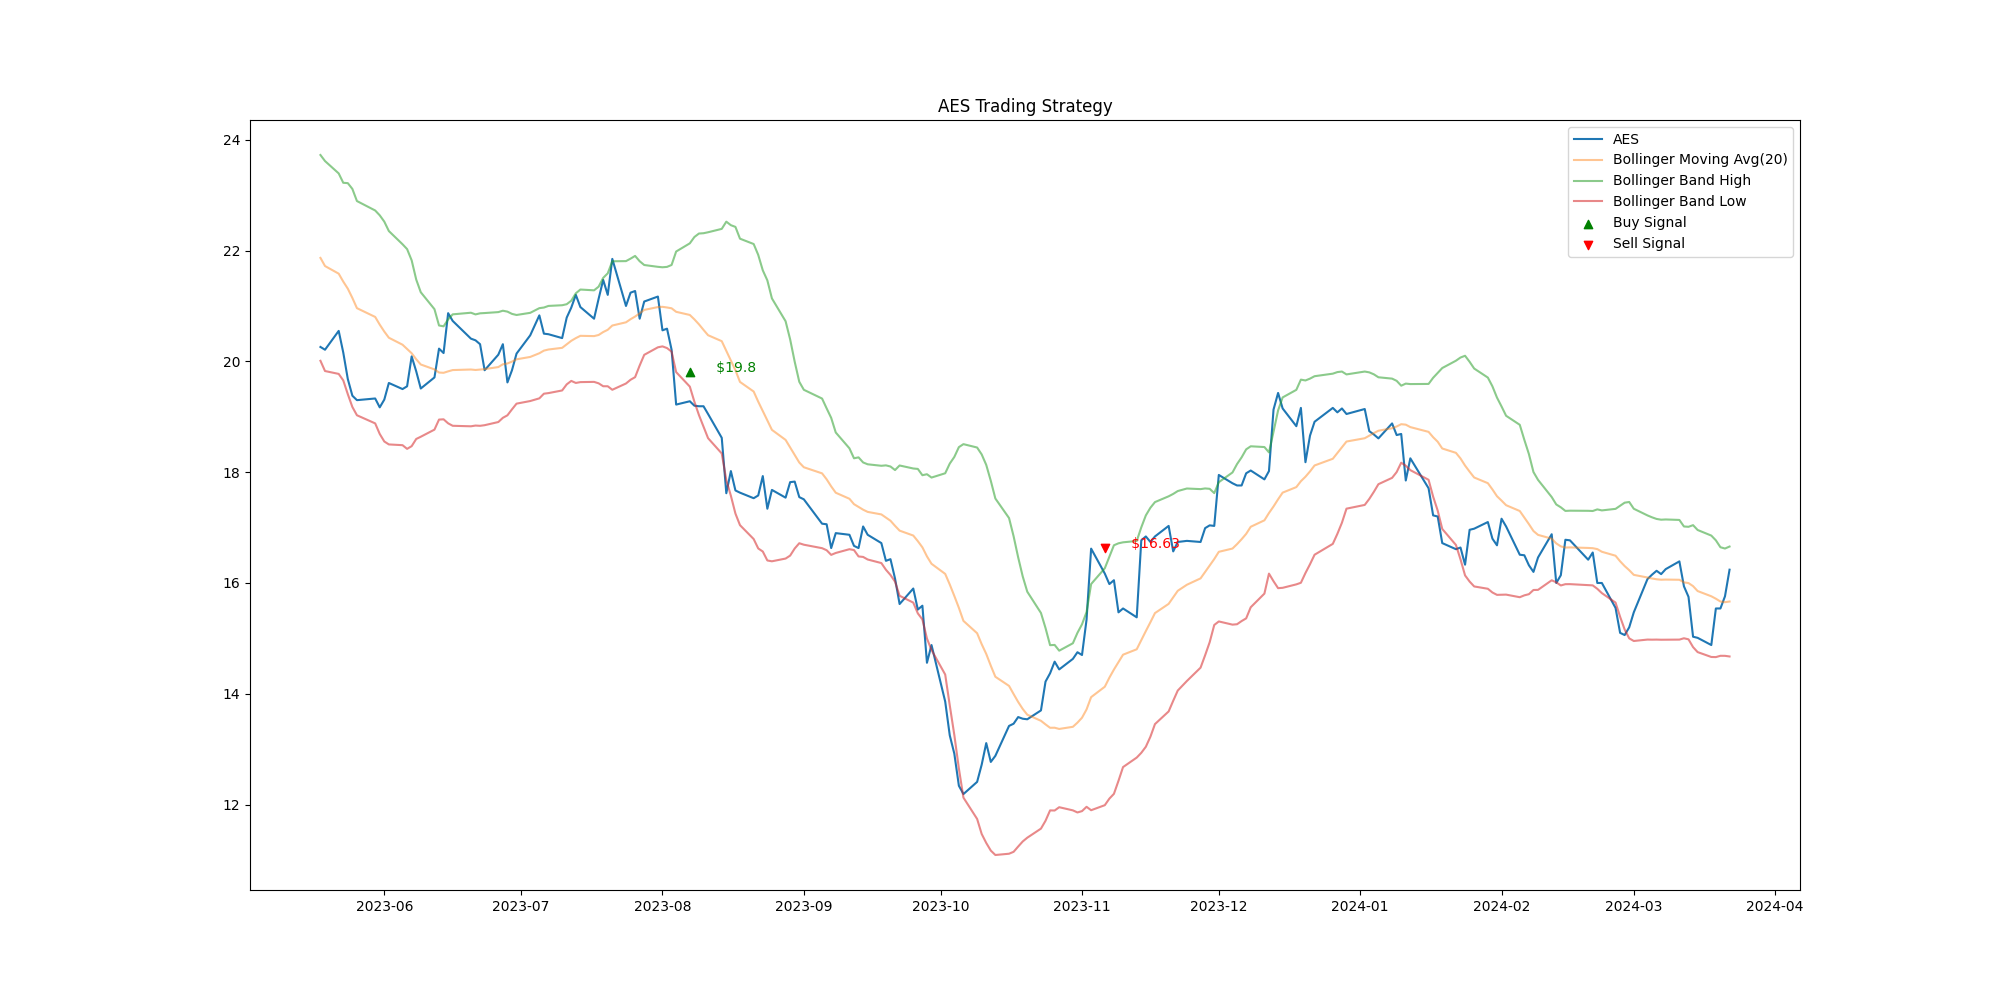 AES Trading Strategy
24
22
20
18
16
14
12
AES
Bollinger Moving Avg(20)
Bollinger Band High
Bollinger Band Low
Buy Signal
Sell Signal
$19.8
$16.63
2023-06
2023-07
2023-08
2023-09
2023-10
2023-11
2023-12
2024-01
2024-02
2024-03
2024-04